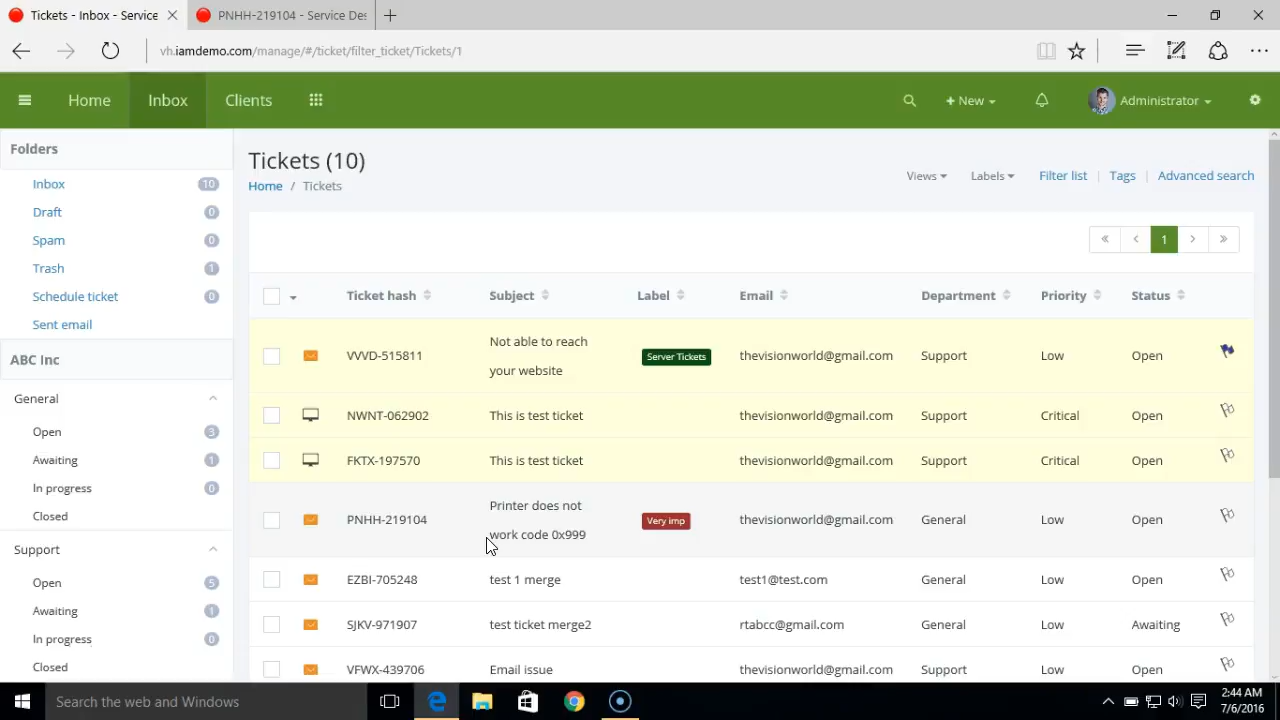 Tickets - Inbox - Service
PNHH-219104 - Service Des
vh.iamdemo.com/manage/#/ticket/filter_ticket/Tickets/1
Home Inbox Clients + New Administrator
Folders
Inbox 10
Draft 0
Spam 0
Trash 1
Schedule ticket 0
Sent email
ABC Inc
General
Open 3
Awaiting 1
In progress 0
Closed
Support
Open 5
Awaiting 1
In progress 0
Closed
Tickets (10)
Home / Tickets
Views Labels Filter list | Tags | Advanced search
« ‹ 1 › »
Ticket hash Subject Label Email Department Priority Status
VVVD-515811 Not able to reach your website Server Tickets thevisionworld@gmail.com Support Low Open
NWNT-062902 This is test ticket thevisionworld@gmail.com Support Critical Open
FKTX-197570 This is test ticket thevisionworld@gmail.com Support Critical Open
PNHH-219104 Printer does not work code 0x999 Very imp thevisionworld@gmail.com General Low Open
EZBI-705248 test 1 merge test1@test.com General Low Open
SJKV-971907 test ticket merge2 rtabcc@gmail.com General Low Awaiting
VFWX-439706 Email issue thevisionworld@gmail.com Support Low Open
Search the web and Windows
2:44 AM
7/6/2016